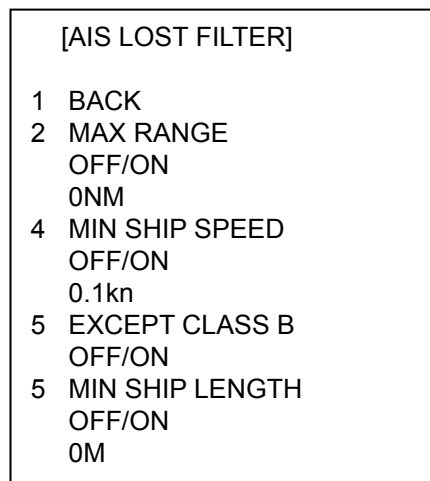 [AIS LOST FILTER]
1 BACK
2 MAX RANGE
OFF/ON
0NM
4 MIN SHIP SPEED
OFF/ON
0.1kn
5 EXCEPT CLASS B
OFF/ON
5 MIN SHIP LENGTH
OFF/ON
0M